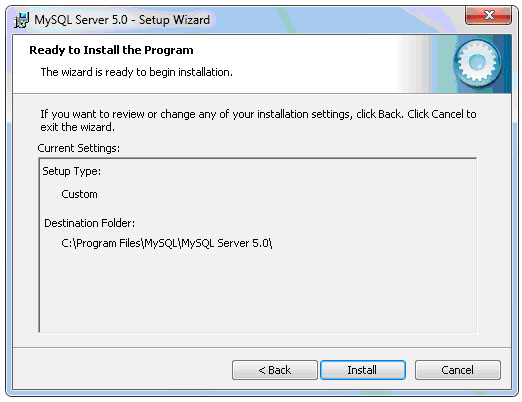 MySQL Server 5.0 - Setup Wizard
Ready to Install the Program
The wizard is ready to begin installation.
If you want to review or change any of your installation settings, click Back. Click Cancel to
exit the wizard.
Current Settings:
Setup Type:
Custom
Destination Folder:
C:\Program Files\MySQL\MySQL Server 5.0\
< Back
Install
Cancel